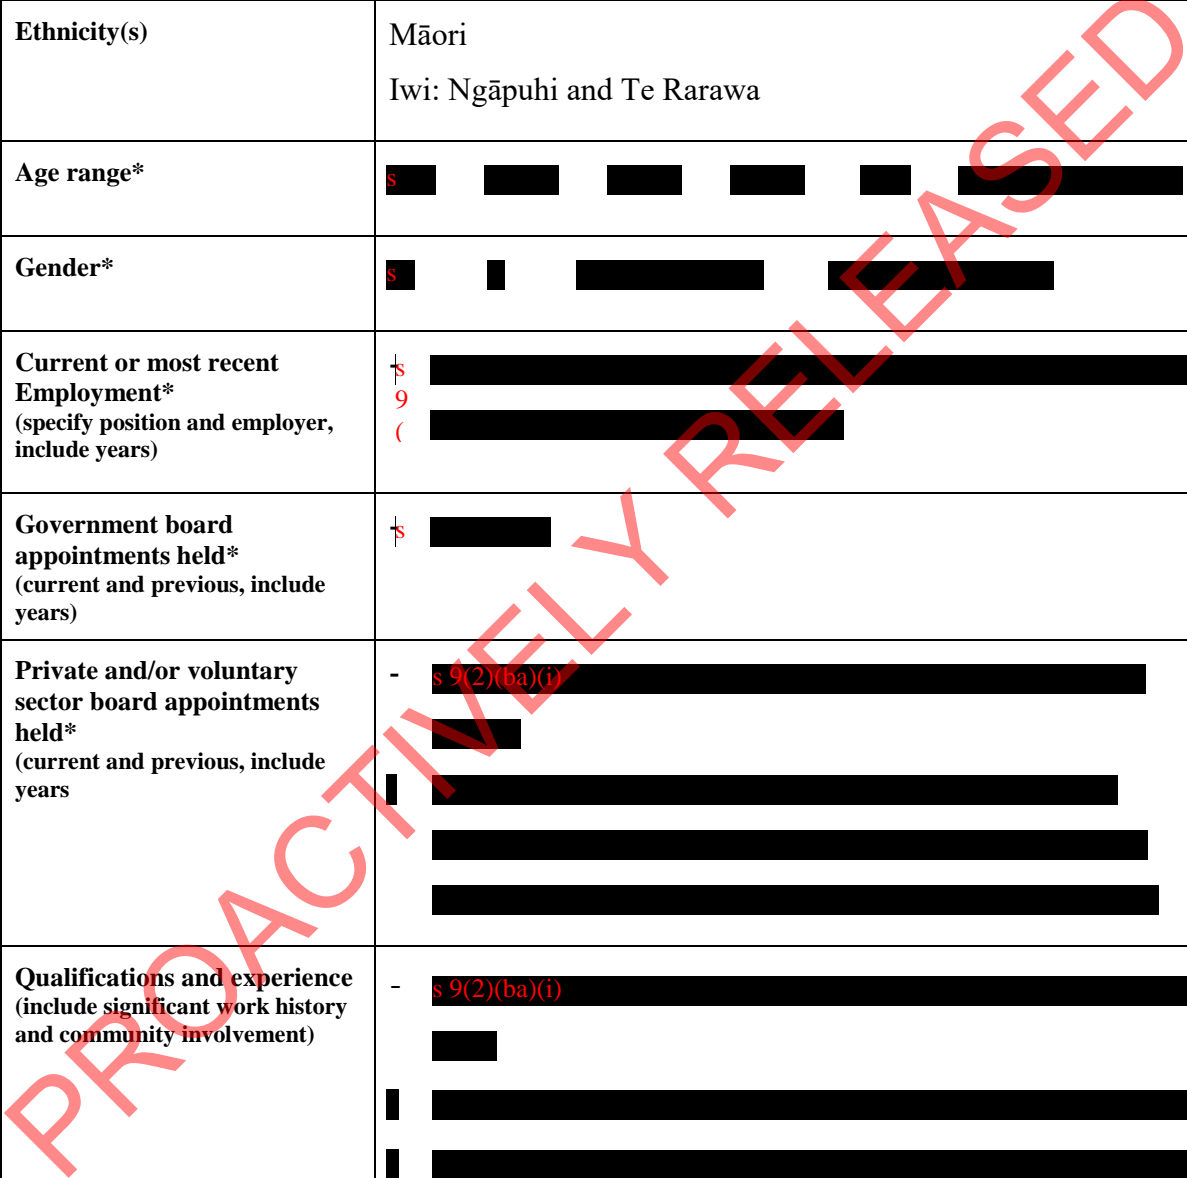 Ethnicity(s)
Māori
Iwi: Ngāpuhi and Te Rarawa
Age range*
s
Gender*
s
Current or most recent
Employment*
(specify position and employer,
include years)
- s
9
(
Government board
appointments held*
(current and previous, include
years)
- s
Private and/or voluntary
sector board appointments
held*
(current and previous, include
years
- s 9(2)(ba)(i)
Qualifications and experience
(include significant work history
and community involvement)
- s 9(2)(ba)(i)
PROACTIVELY RELEASED